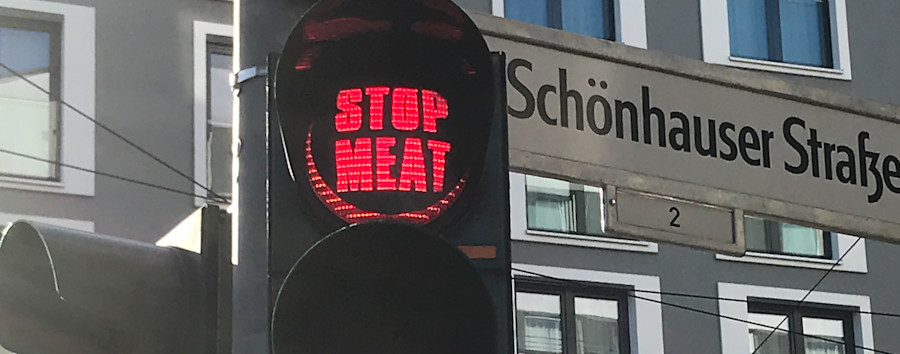 STOP
MEAT
Schönhauser Straße
2